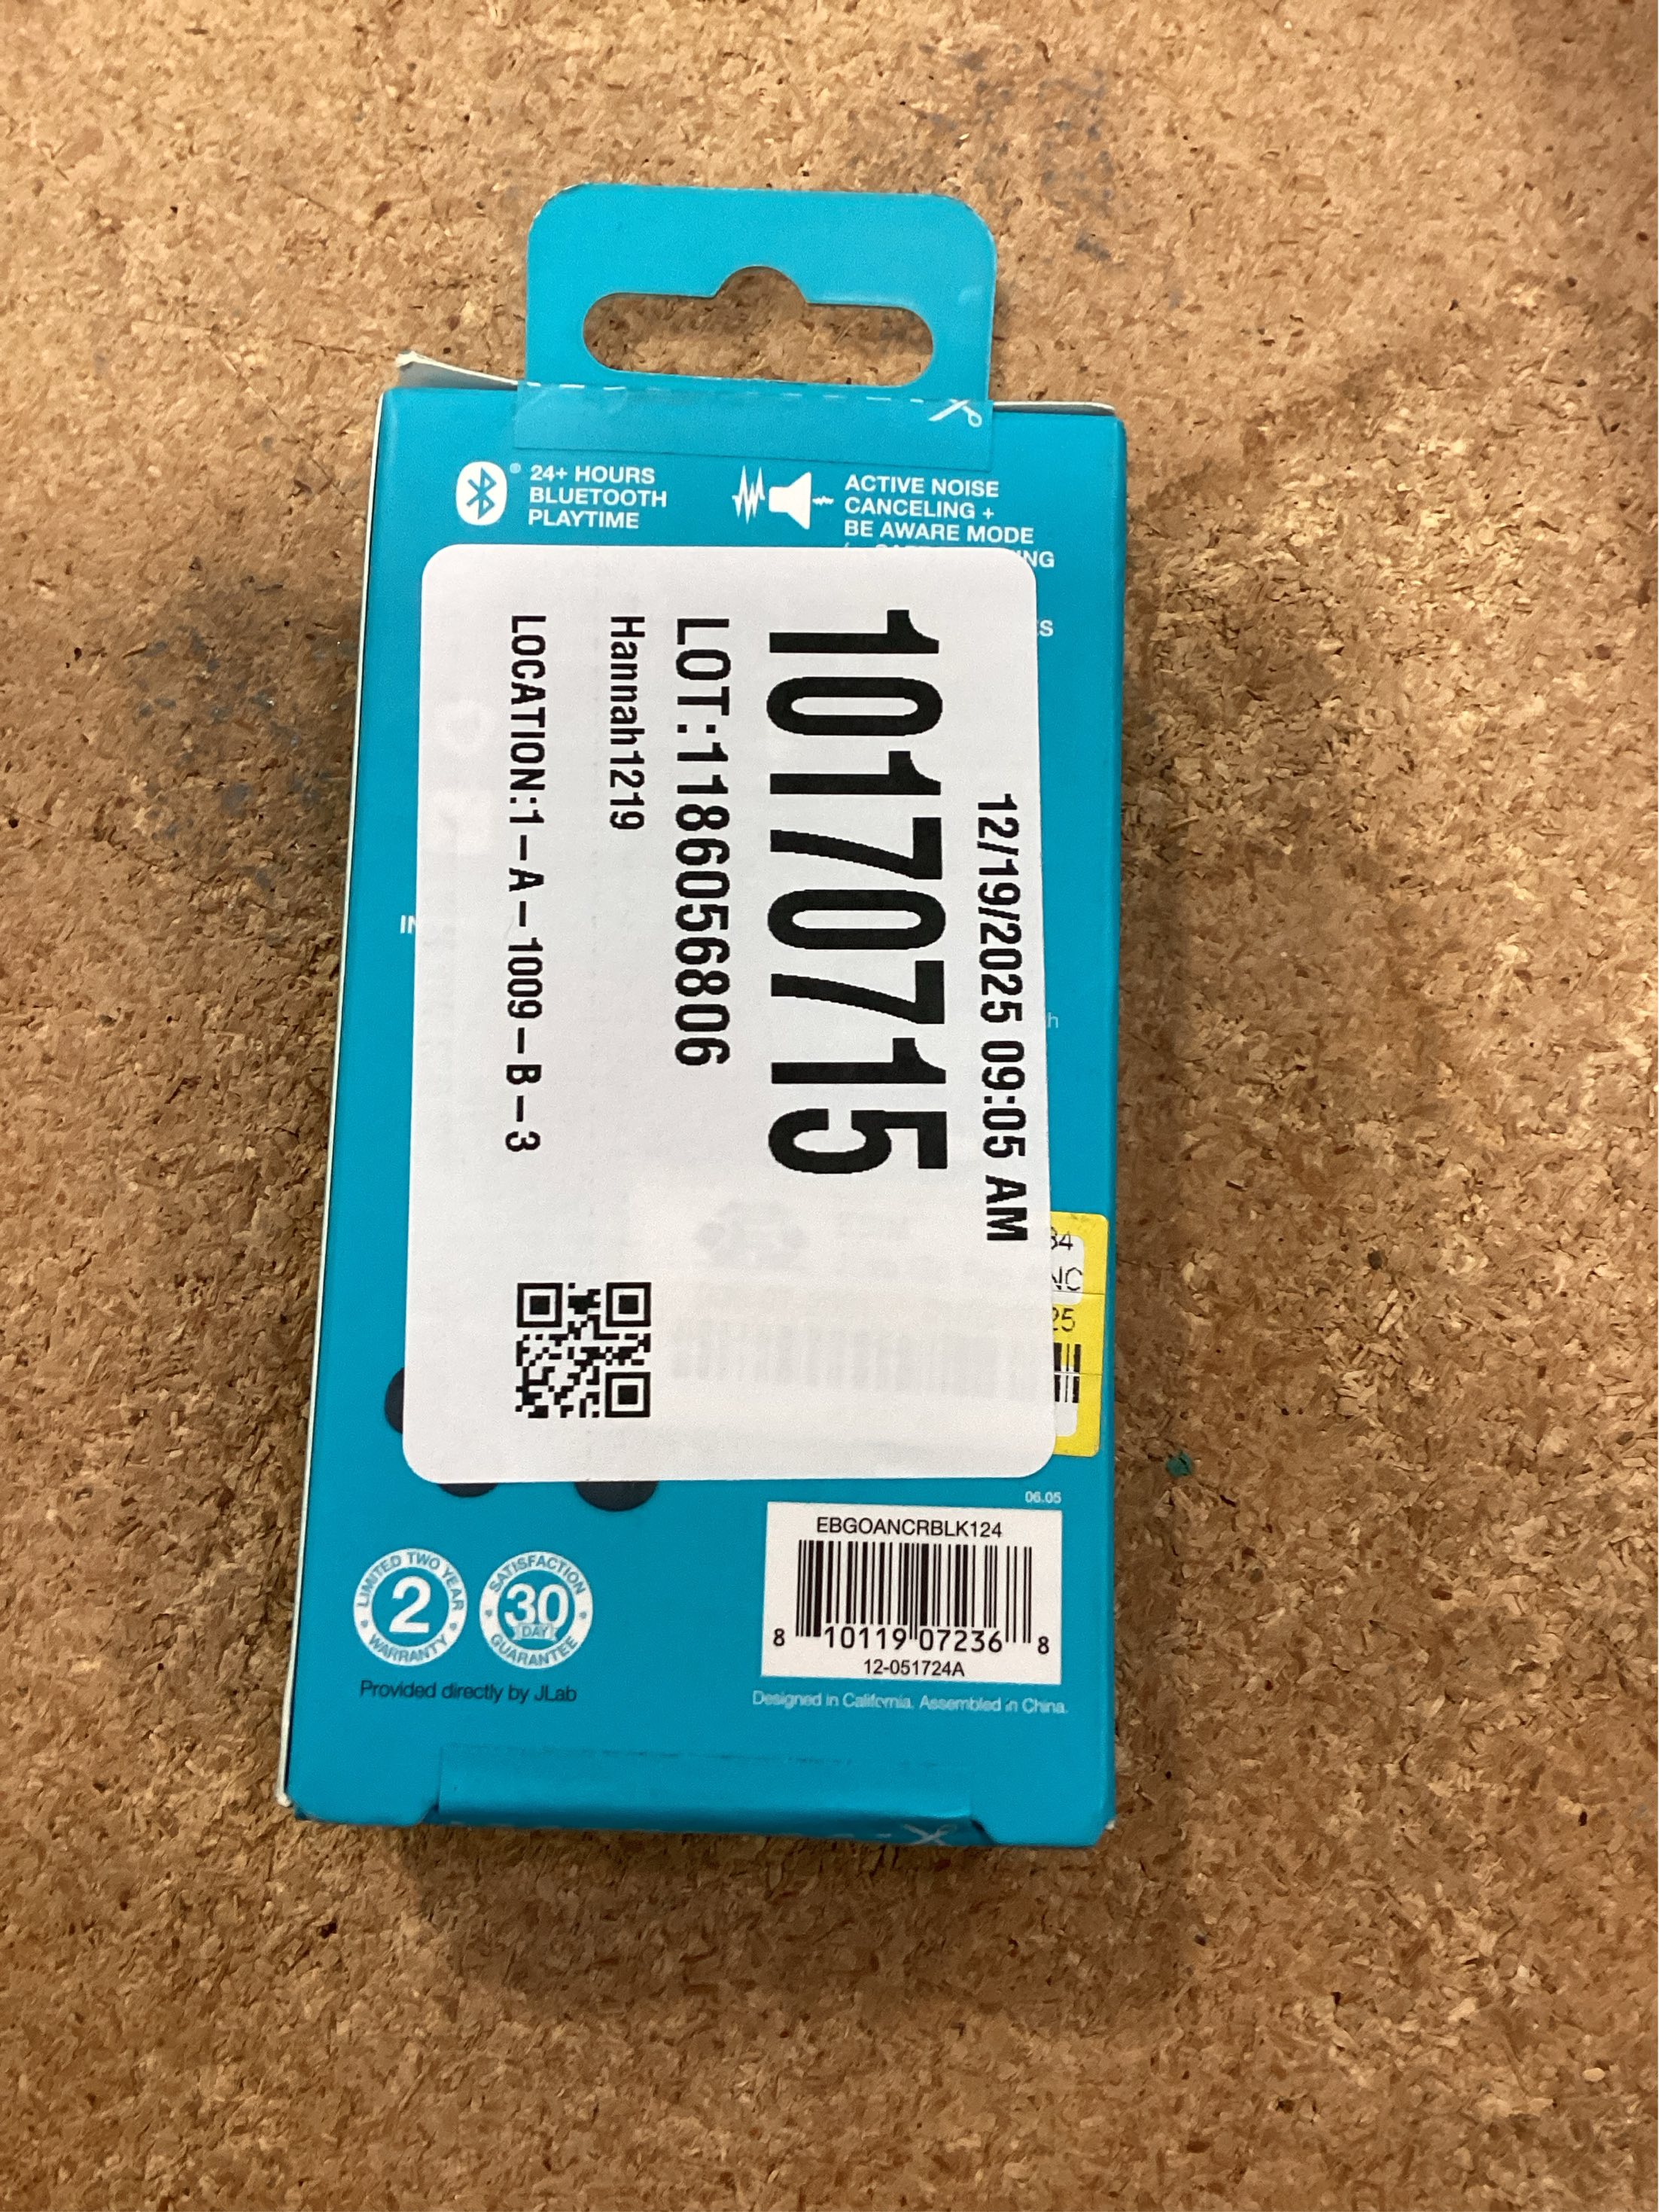 24+ HOURS
BLUETOOTH
PLAYTIME
ACTIVE NOISE
CANCELING +
BE AWARE MODE
12/19/2025 09:05 AM
10170715
LOT:1186056806
Hannah1219
LOCATION:1-A-1009-B-3
06.05
EBGOANCRBLK124
8 10119 07236 8
12-051724A
Designed in California. Assembled in China.
LIMITED TWO YEAR
2
WARRANTY
SATISFACTION
30
DAY
GUARANTEE
Provided directly by JLab